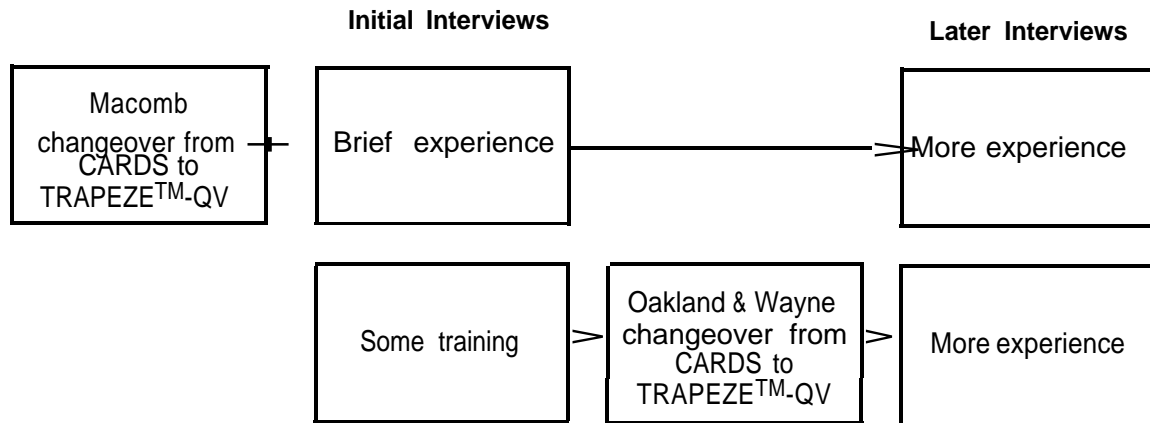 Initial Interviews
Later Interviews
Macomb
changeover from
CARDS to
TRAPEZE™-QV
Brief experience
More experience
Some training
Oakland & Wayne
changeover from
CARDS to
TRAPEZE™-QV
More experience